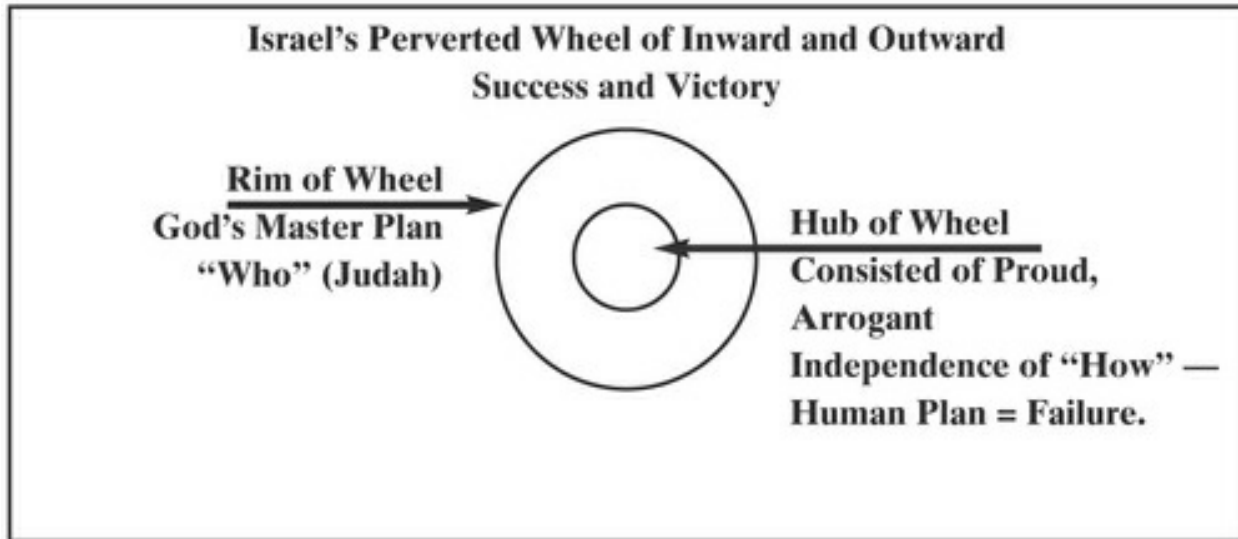 Israel’s Perverted Wheel of Inward and Outward
Success and Victory
Rim of Wheel
God’s Master Plan
“Who” (Judah)
Hub of Wheel
Consisted of Proud,
Arrogant
Independence of “How” —
Human Plan = Failure.